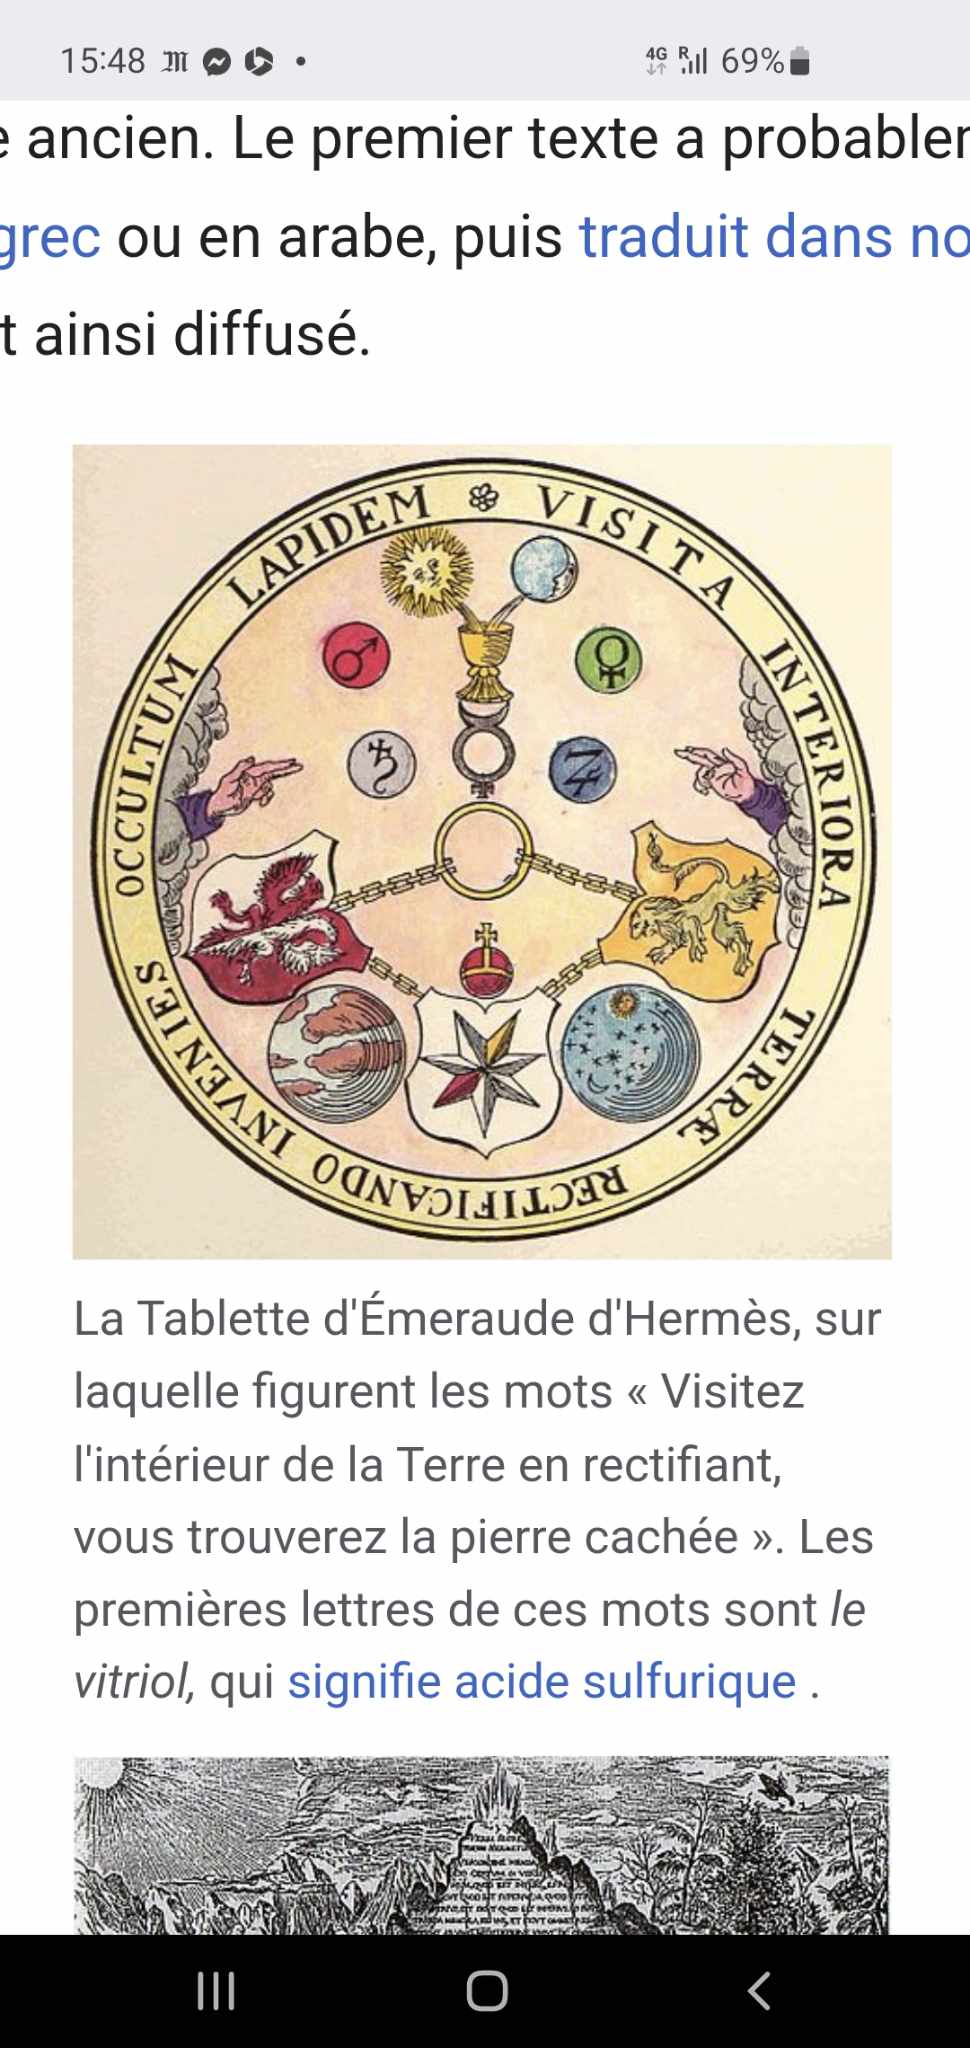 15:48
4G R 69%
e ancien. Le premier texte a probabler
grec ou en arabe, puis traduit dans no
t ainsi diffusé.
VISITA INTERIORA TERRÆ RECTIFICANDO INVENIES OCCULTUM LAPIDEM
La Tablette d'Émeraude d'Hermès, sur
laquelle figurent les mots « Visitez
l'intérieur de la Terre en rectifiant,
vous trouverez la pierre cachée ». Les
premières lettres de ces mots sont le
vitriol, qui signifie acide sulfurique .